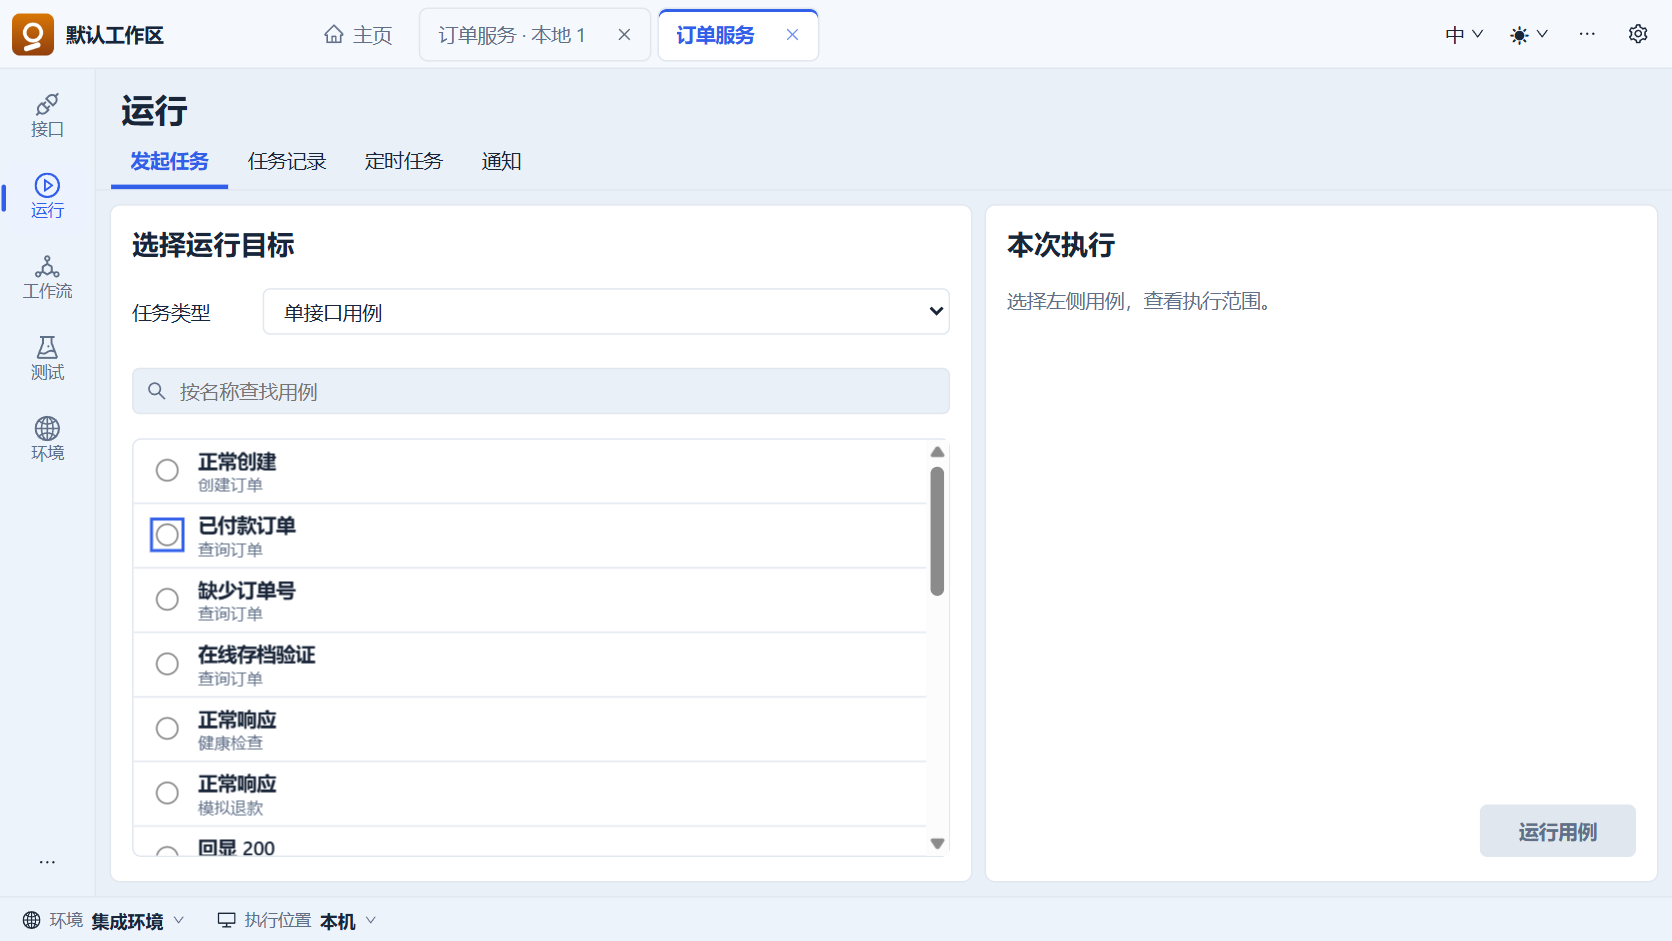 默认工作区
主页
订单服务 · 本地 1
订单服务
中
接口
运行
工作流
测试
环境
运行
发起任务 任务记录 定时任务 通知
选择运行目标
任务类型 单接口用例
按名称查找用例
正常创建
创建订单
已付款订单
查询订单
缺少订单号
查询订单
在线存档验证
查询订单
正常响应
健康检查
正常响应
模拟退款
回显 200
本次执行
选择左侧用例，查看执行范围。
运行用例
环境 集成环境
执行位置 本机